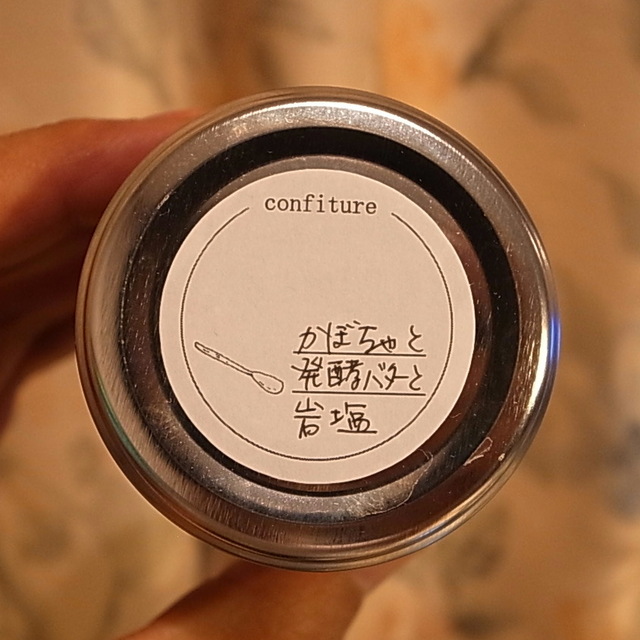 confiture
かぼちゃと
発酵バターと
岩塩